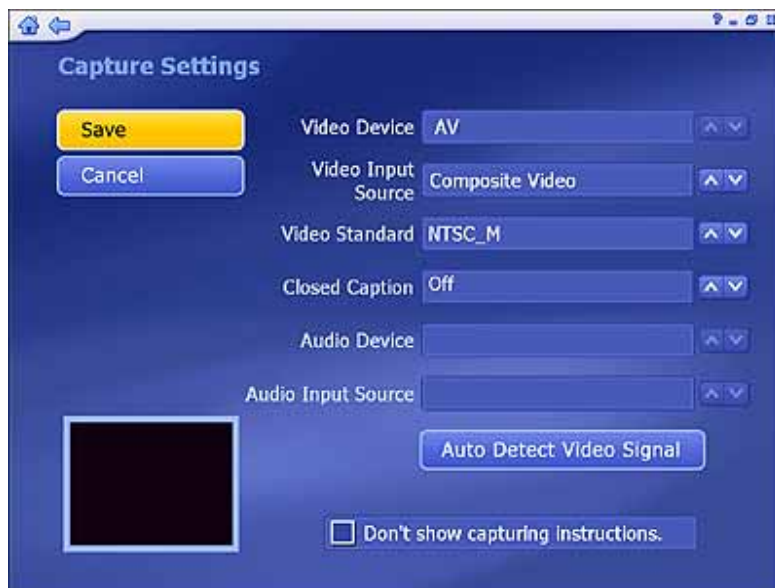 Capture Settings
Save
Cancel
Video Device AV
Video Input
Source Composite Video
Video Standard NTSC_M
Closed Caption Off
Audio Device
Audio Input Source
Auto Detect Video Signal
Don't show capturing instructions.